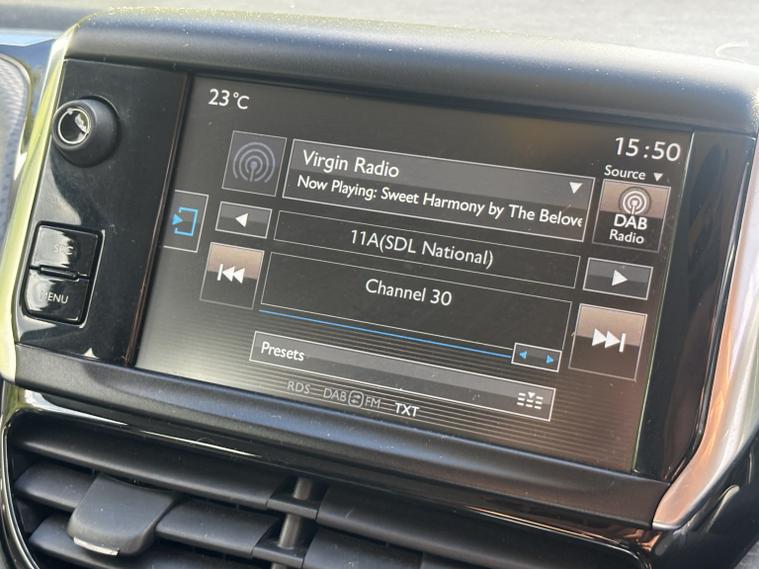 23°C
15:50
Source
Virgin Radio
Now Playing: Sweet Harmony by The Belove
DAB
Radio
11A(SDL National)
Channel 30
SRC
MENU
Presets
RDS DAB FM TXT